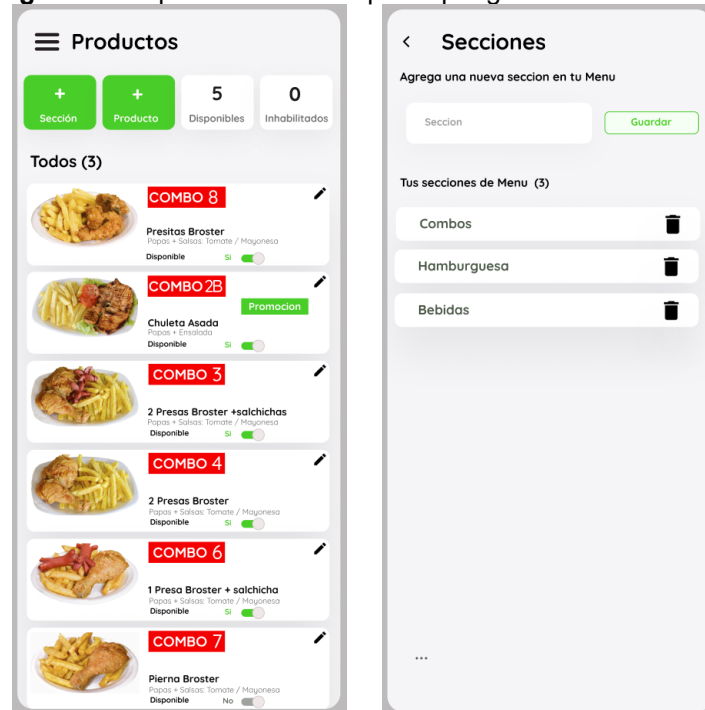 Productos
+
Sección
+
Producto
5
Disponibles
0
Inhabilitados
Todos (3)
COMBO 8
Presitas Broster
Papas + Salsas: Tomate / Mayonesa
Disponible Si
COMBO 2B
Promocion
Chuleta Asada
Papas + Ensalada
Disponible Si
COMBO 3
2 Presas Broster +salchichas
Papas + Salsas: Tomate / Mayonesa
Disponible Si
COMBO 4
2 Presas Broster
Papas + Salsas: Tomate / Mayonesa
Disponible Si
COMBO 6
1 Presa Broster + salchicha
Papas + Salsas: Tomate / Mayonesa
Disponible Si
COMBO 7
Pierna Broster
Papas + Salsas: Tomate / Mayonesa
Disponible No
< Secciones
Agrega una nueva seccion en tu Menu
Seccion
Guardar
Tus secciones de Menu (3)
Combos
Hamburguesa
Bebidas
...